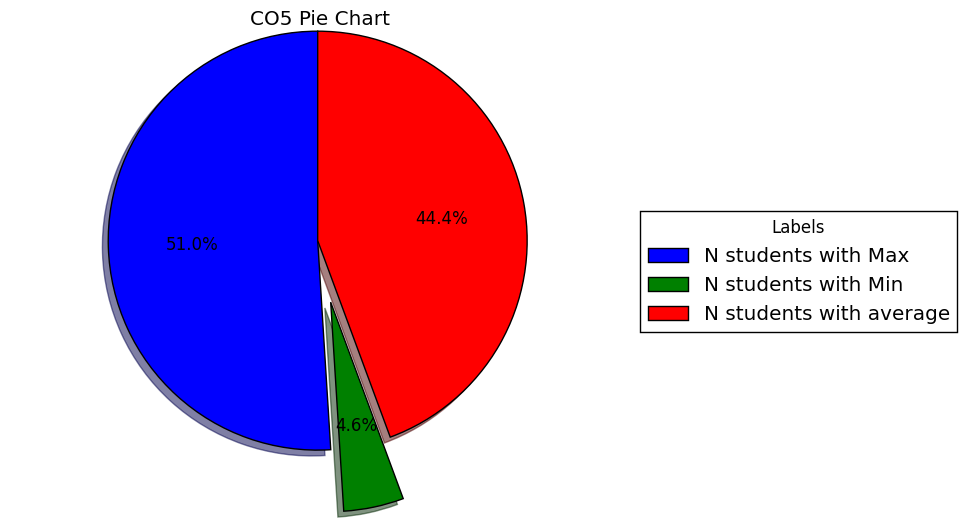 CO5 Pie Chart
44.4%
51.0%
4.6%
Labels
N students with Max
N students with Min
N students with average